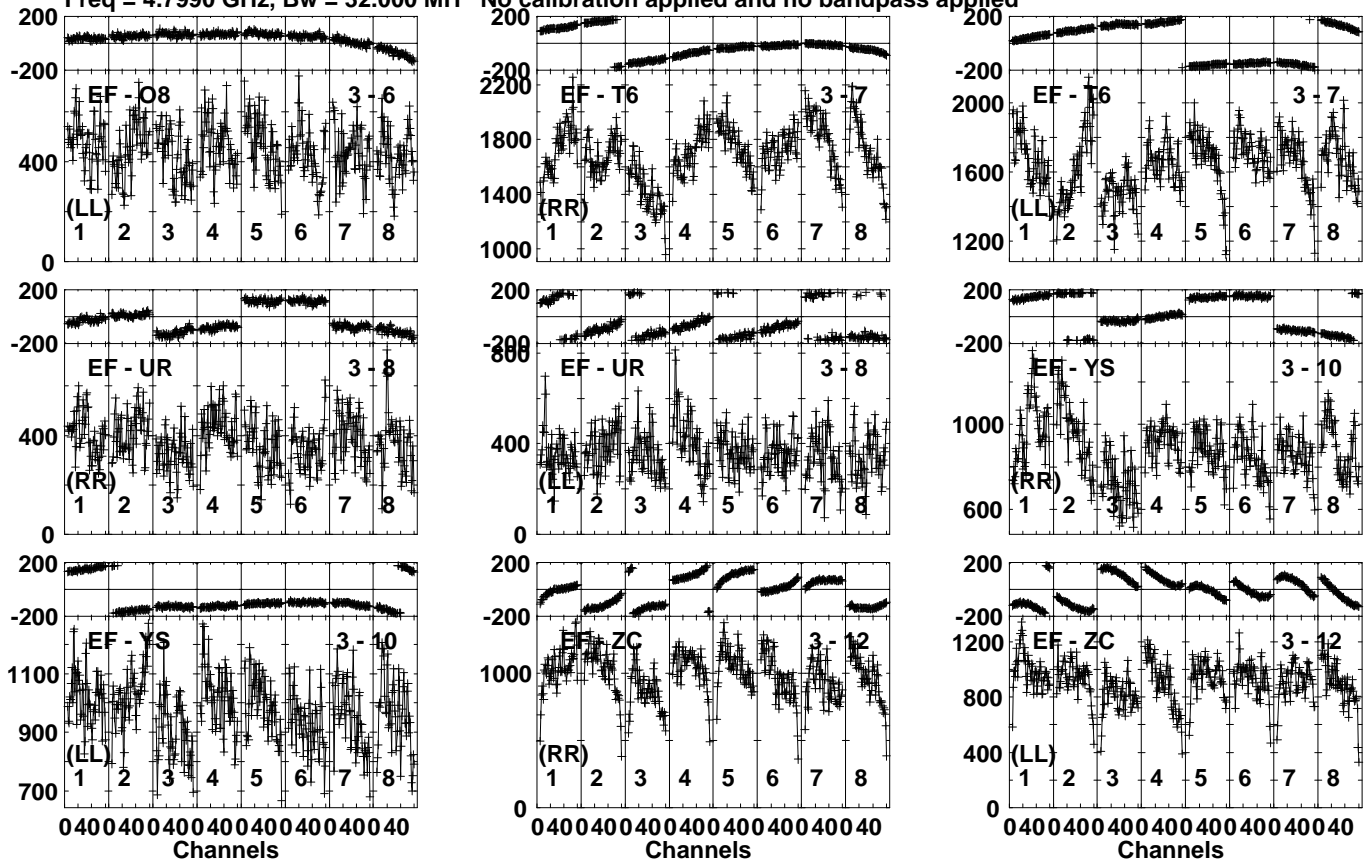 Freq = 4.7990 GHz, Bw = 32.000 MH No calibration applied and no bandpass applied
200 200 200
-200 -200 -200
EF - O8 3 - 6 EF - T6 3 - 7 EF - T6 3 - 7
2200 2000
400 1800 1600
1400
(LL) (RR) (LL)
1 2 3 4 5 6 7 8 1 2 3 4 5 6 7 8 1 2 3 4 5 6 7 8
0 1000 1200
200 200 200
-200 -200 -200
800
EF - UR 3 - 8 EF - UR 3 - 8 EF - YS 3 - 10
400 400 1000
(RR) (LL) (RR)
1 2 3 4 5 6 7 8 1 2 3 4 5 6 7 8 1 2 3 4 5 6 7 8
0 0 600
200 200 200
-200 -200 -200
EF - YS 3 - 10 EF - ZC 3 - 12 EF - ZC 3 - 12
1100 1000 1200
900 800
(LL) (RR) (LL)
1 2 3 4 5 6 7 8 1 2 3 4 5 6 7 8 1 2 3 4 5 6 7 8
700 400
0 0
0 40 0 40 0 40 0 40 0 40 0 40 0 40 0 40 0 40 0 40 0 40 0 40 0 40 0 40 0 40 0 40 0 40 0 40 0 40 0 40 0 40 0 40 0 40 0 40
Channels Channels Channels